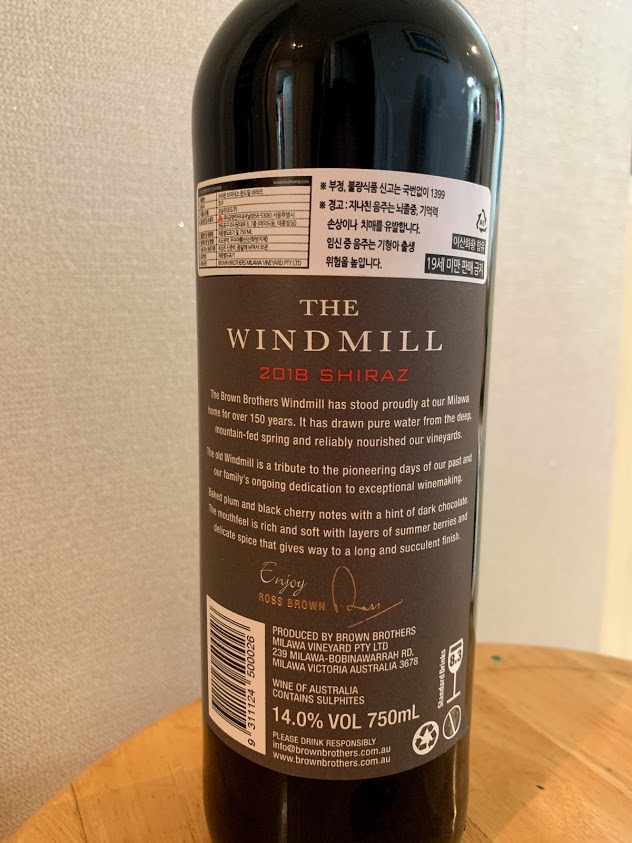 ※ 부정, 불량식품 신고는 국번없이 1399
※ 경고 : 지나친 음주는 뇌졸중, 기억력
손상이나 치매를 유발합니다.
임신 중 음주는 기형아 출생
위험을 높입니다.
이산화황 함유
19세 미만 판매 금지
BROWN BROTHERS MILAWA VINEYARD PTY LTD
THE
WINDMILL
2018 SHIRAZ
The Brown Brothers Windmill has stood proudly at our Milawa
home for over 150 years. It has drawn pure water from the deep,
mountain-fed spring and reliably nourished our vineyards.
The old Windmill is a tribute to the pioneering days of our past and
our family's ongoing dedication to exceptional winemaking.
Baked plum and black cherry notes with a hint of dark chocolate.
The mouthfeel is rich and soft with layers of summer berries and
delicate spice that gives way to a long and succulent finish.
Enjoy
ROSS BROWN
Ross
PRODUCED BY BROWN BROTHERS
MILAWA VINEYARD PTY LTD
239 MILAWA-BOBINAWARRAH RD,
MILAWA VICTORIA AUSTRALIA 3678
WINE OF AUSTRALIA
CONTAINS SULPHITES
14.0% VOL 750mL
PLEASE DRINK RESPONSIBLY
info@brownbrothers.com.au
www.brownbrothers.com.au
9 311124 500026
Standard Drinks
8.3